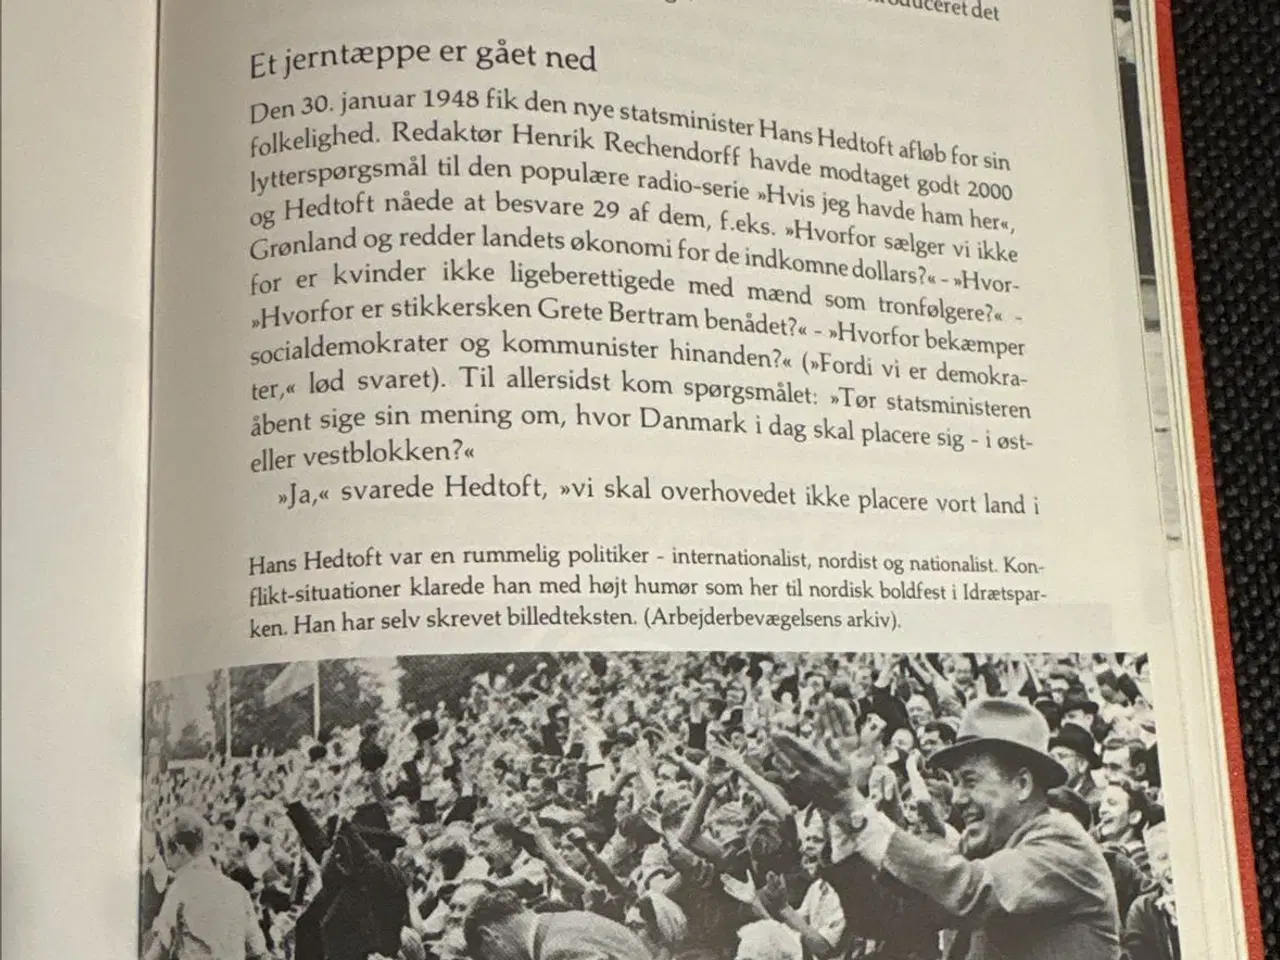 det
Et jerntæppe er gået ned
Den 30. januar 1948 fik den nye statsminister Hans Hedtoft afløb for sin
folkelighed. Redaktør Henrik Rechendorff havde modtaget godt 2000
lytterspørgsmål til den populære radio-serie »Hvis jeg havde ham her«,
og Hedtoft nåede at besvare 29 af dem, f.eks. »Hvorfor sælger vi ikke
Grønland og redder landets økonomi for de indkomne dollars?« - »Hvor-
for er kvinder ikke ligeberettigede med mænd som tronfølgere?« -
»Hvorfor er stikkersken Grete Bertram benådet?« - »Hvorfor bekæmper
socialdemokrater og kommunister hinanden?« (»Fordi vi er demokra-
ter,« lød svaret). Til allersidst kom spørgsmålet: »Tør statsministeren
åbent sige sin mening om, hvor Danmark i dag skal placere sig - i øst-
eller vestblokken?«
»Ja,« svarede Hedtoft, »vi skal overhovedet ikke placere vort land i
Hans Hedtoft var en rummelig politiker - internationalist, nordist og nationalist. Kon-
flikt-situationer klarede han med højt humør som her til nordisk boldfest i Idrætspar-
ken. Han har selv skrevet billedteksten. (Arbejderbevægelsens arkiv).